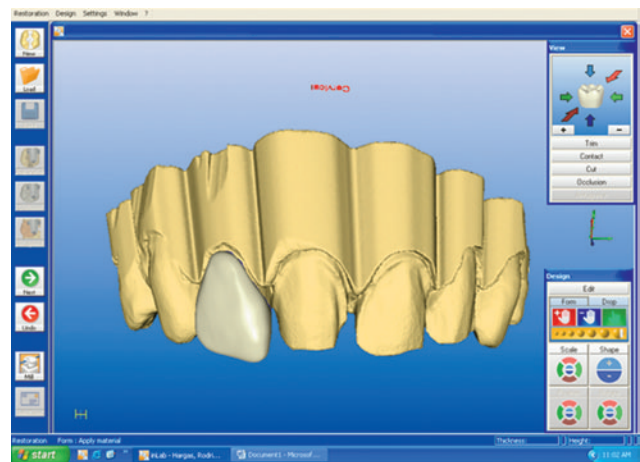 Restoration Design Settings Window ?
New
Load
Next
Undo
Mill
Cervical
View
+ -
Trim
Contact
Cut
Occlusion
Design
Edit
Form Drop
Scale Shape
Restoration Form : Apply material Thickness: Height:
start inLab - Hargas, Rodri... Document1 - Microsof... 11:02 AM